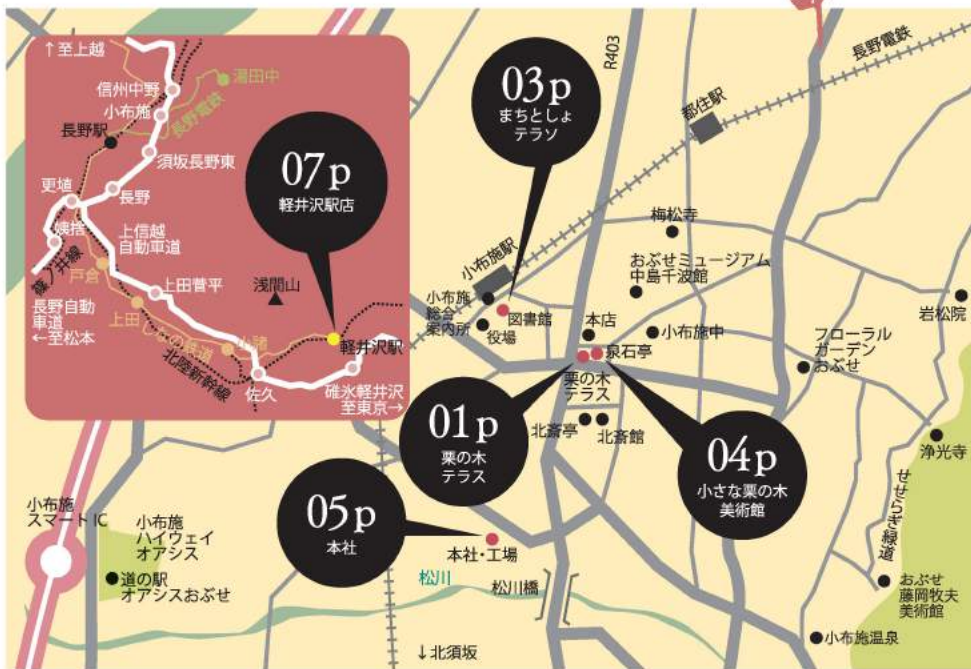 ↑至上越
信州中野
湯田中
小布施
長野電鉄
長野駅
須坂長野東
更埴
長野
姨捨
上信越
自動車道
篠ノ井線
戸倉
上田菅平
長野自動
車道
←至松本
上田
しなの鉄道
小諸
北陸新幹線
佐久
浅間山
軽井沢駅
碓氷軽井沢
至東京→
07p
軽井沢駅店
R403
長野電鉄
03p
まちとしょ
テラソ
都住駅
梅松寺
小布施駅
おぶせミュージアム
中島千波館
小布施
総合
案内所
図書館
役場
本店
小布施中
岩松院
泉石亭
フローラル
ガーデン
おぶせ
栗の木
テラス
01p
栗の木
テラス
北斎亭
北斎館
04p
小さな栗の木
美術館
浄光寺
せせらぎ緑道
05p
本社
小布施
スマートIC
小布施
ハイウェイ
オアシス
道の駅
オアシスおぶせ
本社・工場
松川
松川橋
おぶせ
藤岡牧夫
美術館
↓北須坂
小布施温泉